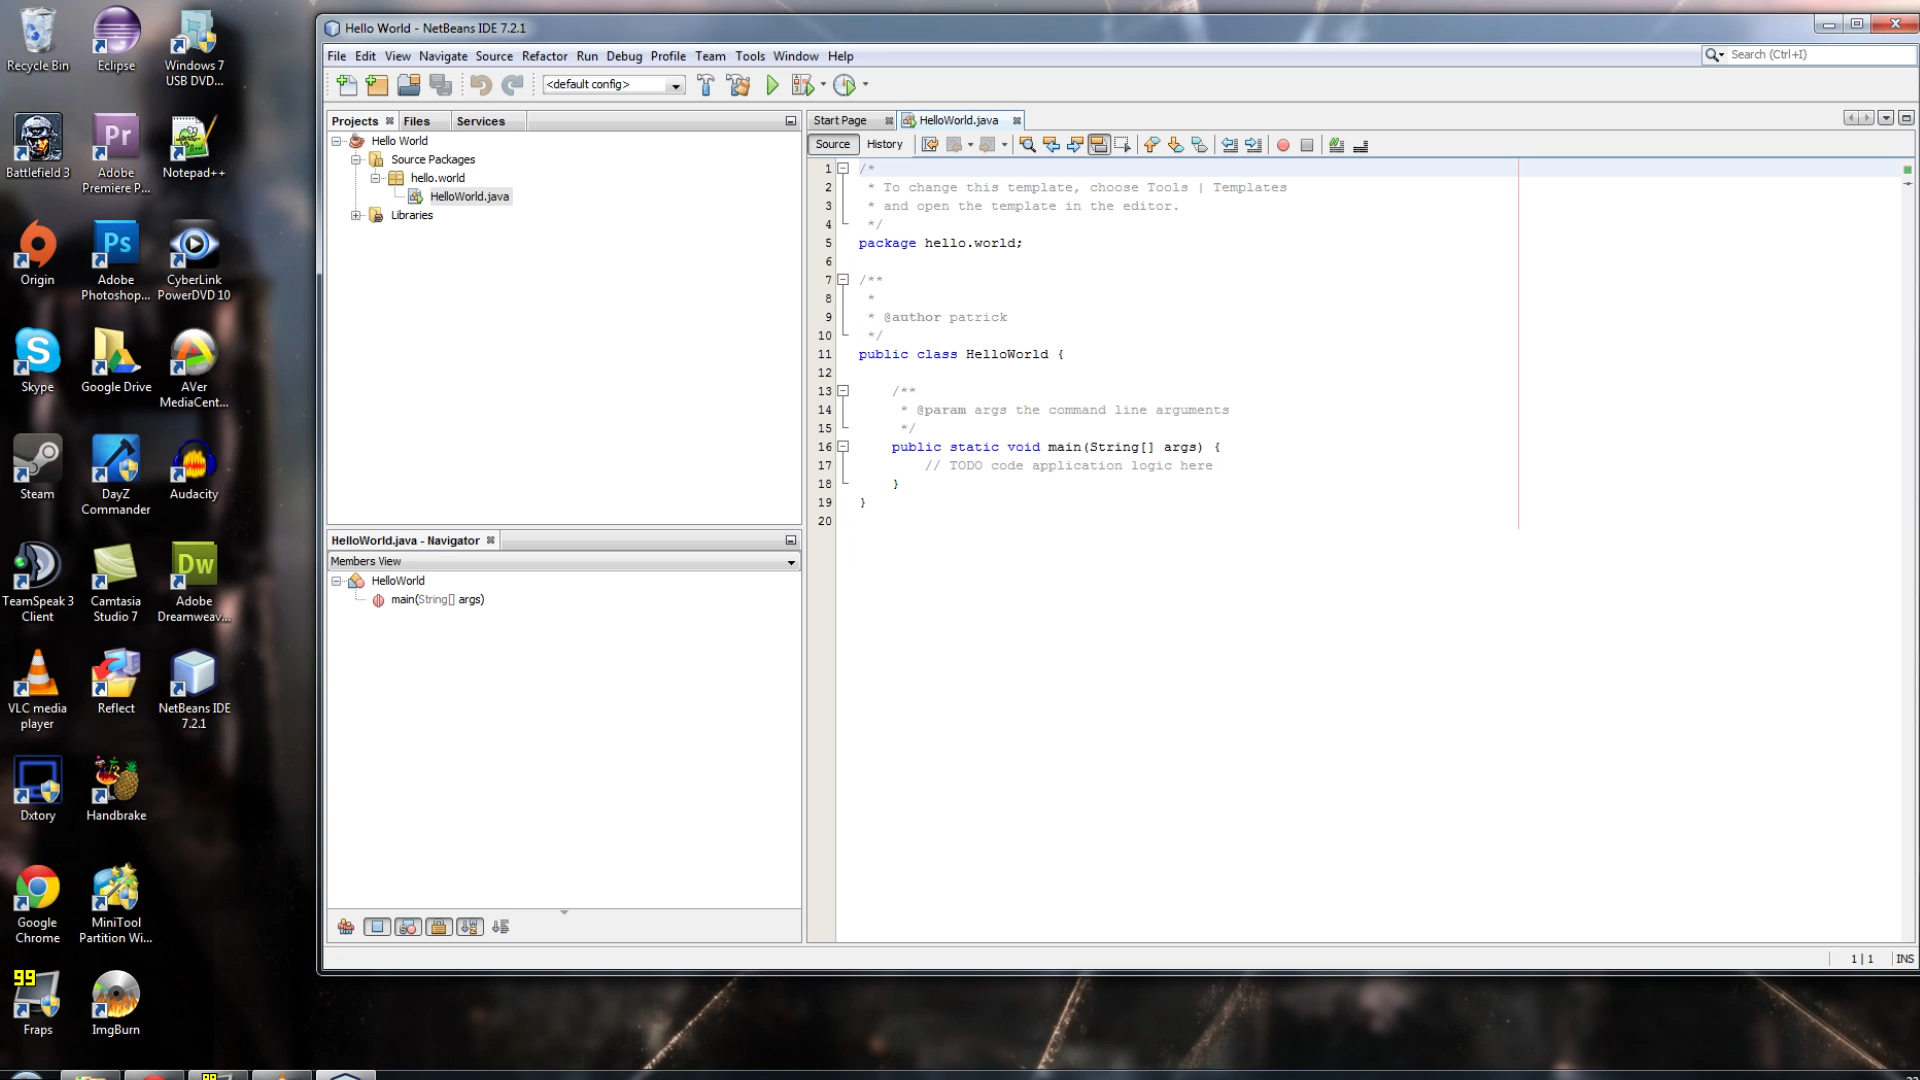 Recycle Bin
Eclipse
Windows 7
USB DVD...
Battlefield 3
Adobe
Premiere P...
Notepad++
Origin
Ps
Adobe
Photoshop...
CyberLink
PowerDVD 10
Skype
Google Drive
AVer
MediaCent...
Steam
DayZ
Commander
Audacity
TeamSpeak 3
Client
Camtasia
Studio 7
Dw
Adobe
Dreamweav...
VLC media
player
Reflect
NetBeans IDE
7.2.1
Dxtory
Handbrake
Google
Chrome
MiniTool
Partition Wi...
99
Fraps
ImgBurn
Pr
S
Hello World - NetBeans IDE 7.2.1
File Edit View Navigate Source Refactor Run Debug Profile Team Tools Window Help
Search (Ctrl+I)
<default config>
Projects Files Services
Hello World
Source Packages
hello.world
HelloWorld.java
Libraries
HelloWorld.java - Navigator
Members View
HelloWorld
main(String[] args)
Start Page HelloWorld.java
Source History
1 /*
2 * To change this template, choose Tools | Templates
3 * and open the template in the editor.
4 */
5 package hello.world;
6
7 /**
8 *
9 * @author patrick
10 */
11 public class HelloWorld {
12
13 /**
14 * @param args the command line arguments
15 */
16 public static void main(String[] args) {
17 // TODO code application logic here
18 }
19 }
20
1 | 1 INS